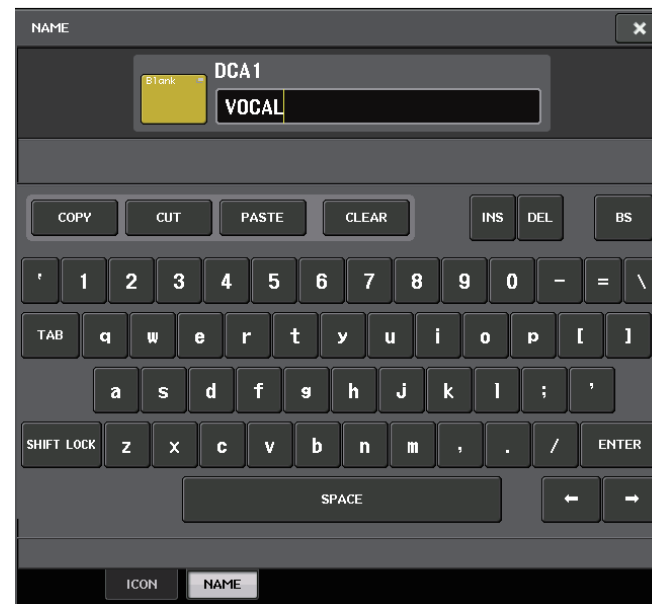 NAME ×
DCA1
Blank
VOCAL
COPY CUT PASTE CLEAR INS DEL BS
' 1 2 3 4 5 6 7 8 9 0 - = \
TAB q w e r t y u i o p [ ]
a s d f g h j k l ; '
SHIFT LOCK z x c v b n m , . / ENTER
SPACE ← →
ICON NAME